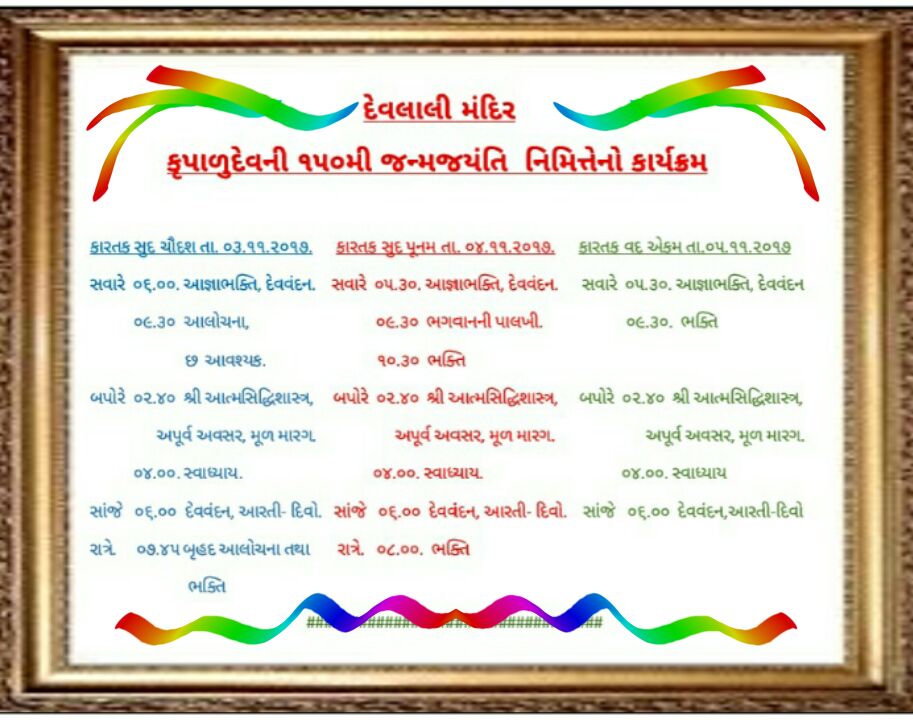 દેવલાલી મંદિર
કૃપાળુદેવની ૧૫૦મી જન્મજયંતિ નિમિત્તેનો કાર્યક્રમ
કારતક સુદ ચૌદશ તા. ૦૩.૧૧.૨૦૧૭.
સવારે ૦૬.૦૦. આજ્ઞાભક્તિ, દેવવંદન.
૦૯.૩૦ આલોચના,
છ આવશ્યક.
બપોરે ૦૨.૪૦ શ્રી આત્મસિદ્ધિશાસ્ત્ર,
અપૂર્વ અવસર, મૂળ મારગ.
૦૪.૦૦. સ્વાધ્યાય.
સાંજે ૦૬.૦૦ દેવવંદન, આરતી- દિવો.
રાત્રે. ૦૭.૪૫ બૃહદ આલોચના તથા
ભક્તિ
કારતક સુદ પૂનમ તા. ૦૪.૧૧.૨૦૧૭.
સવારે ૦૫.૩૦. આજ્ઞાભક્તિ, દેવવંદન.
૦૯.૩૦ ભગવાનની પાલખી.
૧૦.૩૦ ભક્તિ
બપોરે ૦૨.૪૦ શ્રી આત્મસિદ્ધિશાસ્ત્ર,
અપૂર્વ અવસર, મૂળ મારગ.
૦૪.૦૦. સ્વાધ્યાય.
સાંજે ૦૬.૦૦ દેવવંદન, આરતી- દિવો.
રાત્રે. ૦૮.૦૦. ભક્તિ
કારતક વદ એકમ તા.૦૫.૧૧.૨૦૧૭
સવારે ૦૫.૩૦. આજ્ઞાભક્તિ, દેવવંદન
૦૯.૩૦. ભક્તિ
બપોરે ૦૨.૪૦ શ્રી આત્મસિદ્ધિશાસ્ત્ર,
અપૂર્વ અવસર, મૂળ મારગ.
૦૪.૦૦ સ્વાધ્યાય
સાંજે ૦૬.૦૦ દેવવંદન,આરતી-દિવો